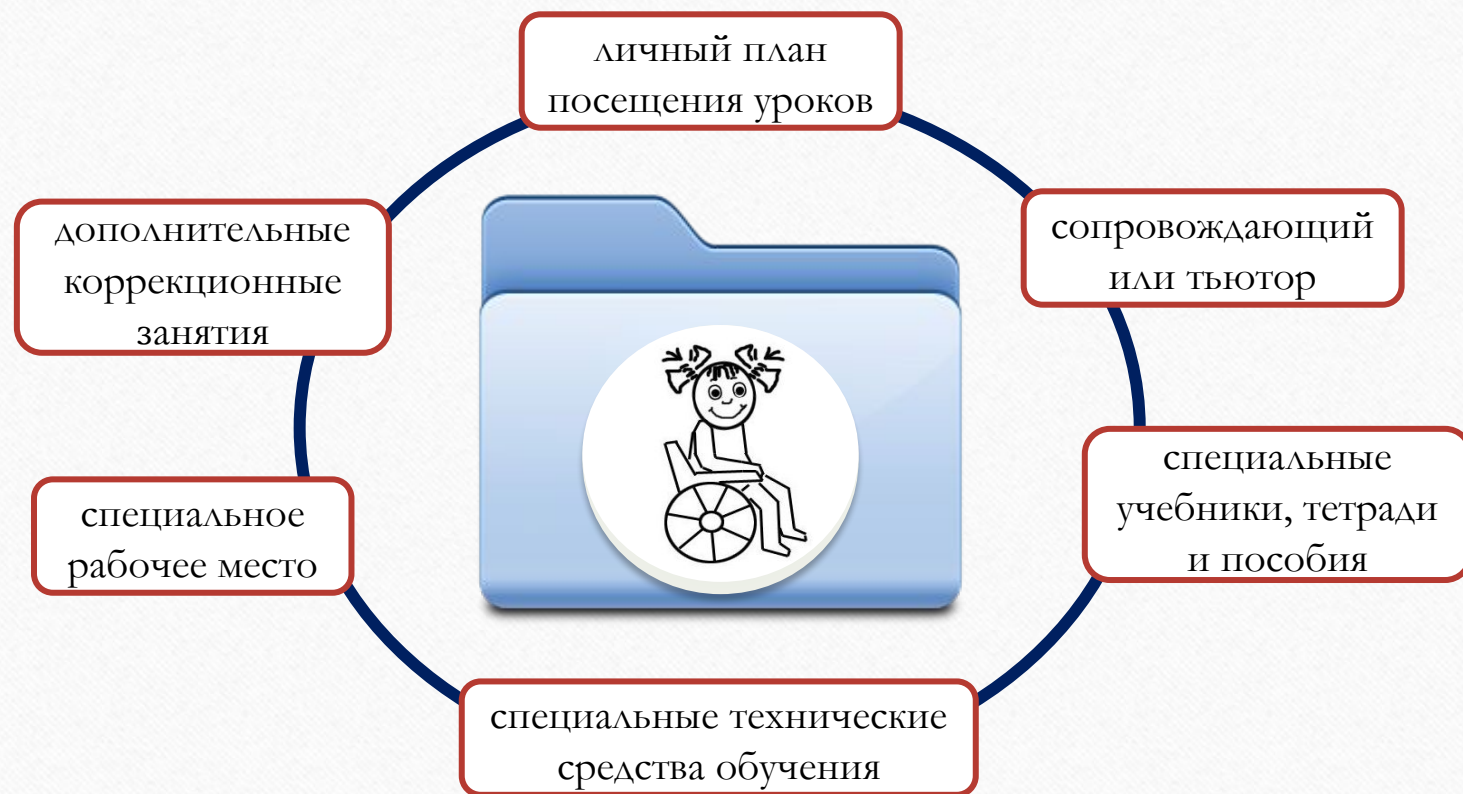 личный план
посещения уроков
сопровождающий
или тьютор
специальные
учебники, тетради
и пособия
специальные технические
средства обучения
специальное
рабочее место
дополнительные
коррекционные
занятия